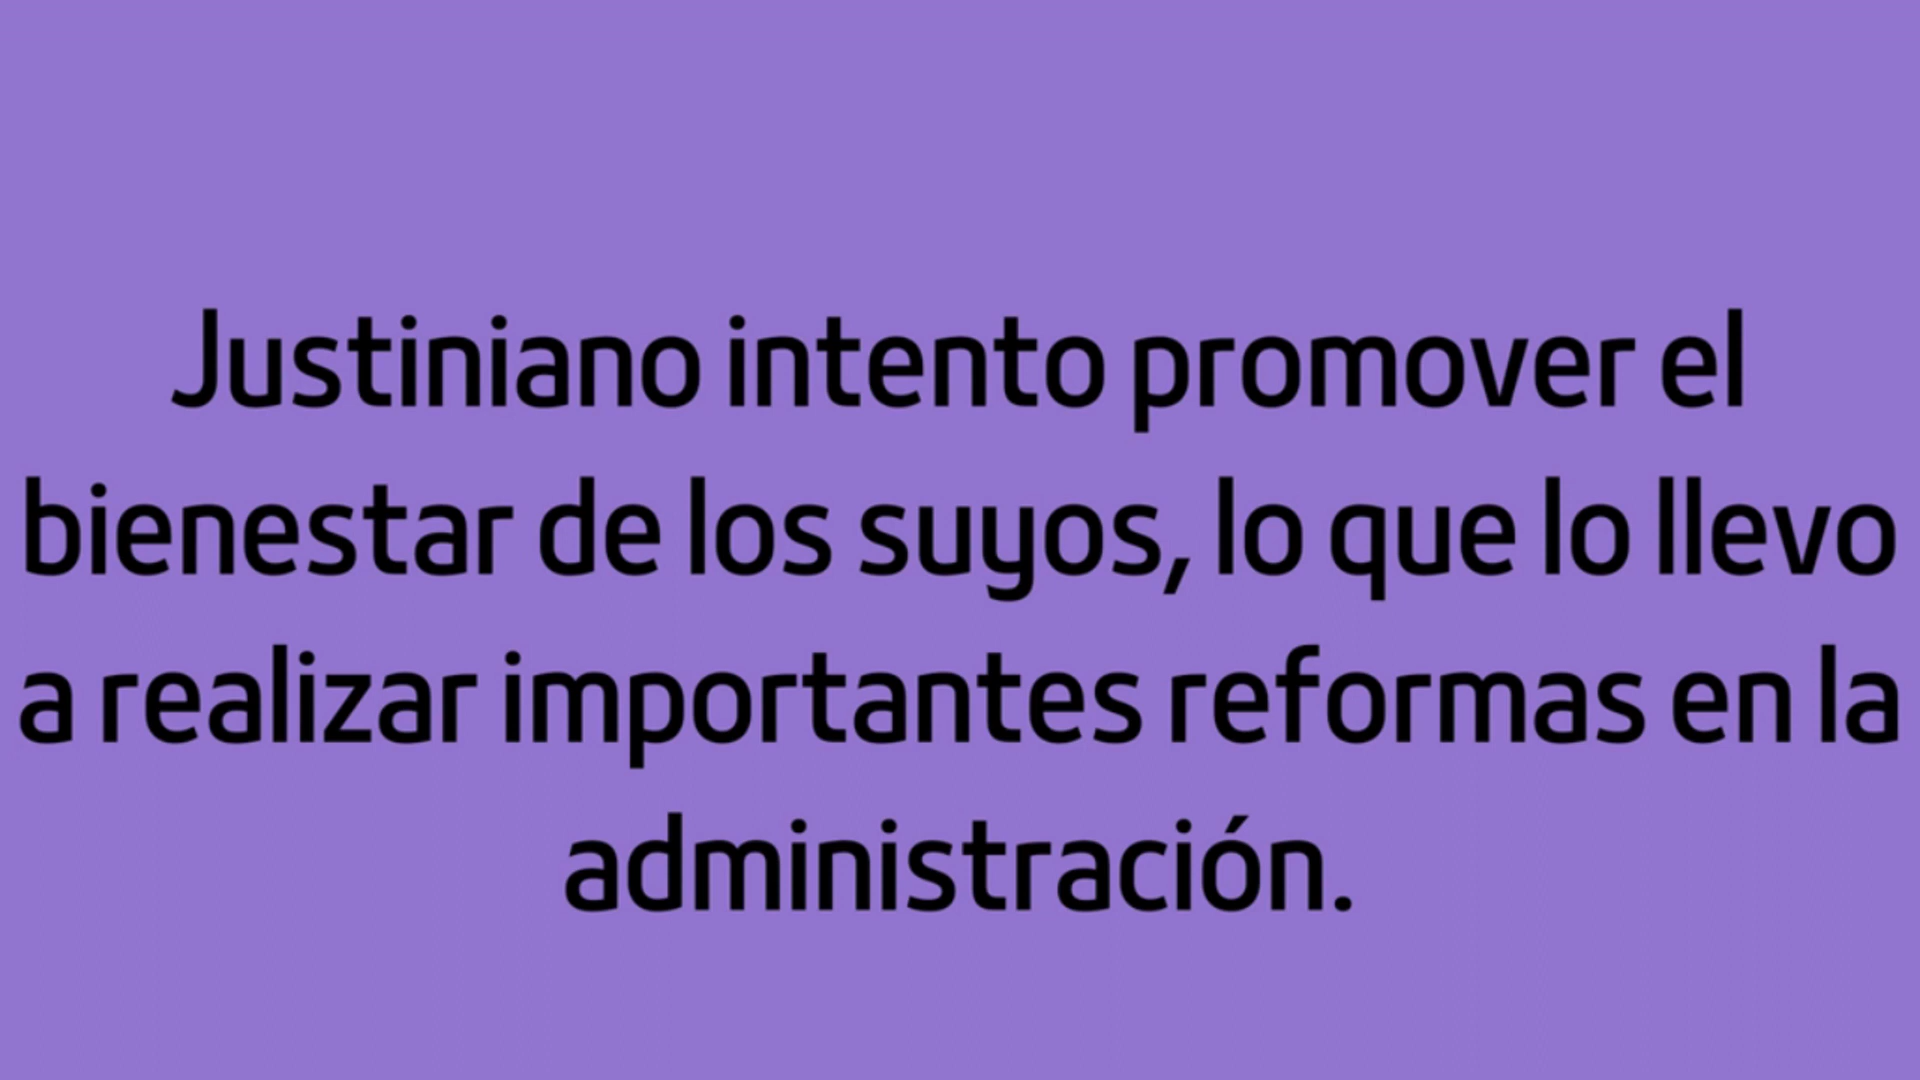 Justiniano intento promover el
bienestar de los suyos, lo que lo llevo
a realizar importantes reformas en la
administración.